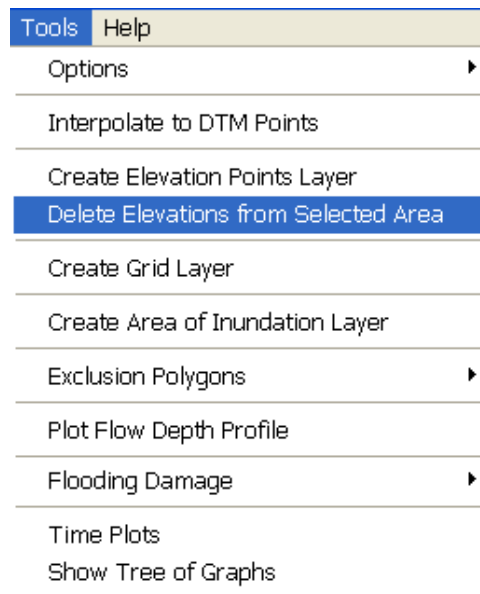 Tools Help
Options
Interpolate to DTM Points
Create Elevation Points Layer
Delete Elevations from Selected Area
Create Grid Layer
Create Area of Inundation Layer
Exclusion Polygons
Plot Flow Depth Profile
Flooding Damage
Time Plots
Show Tree of Graphs